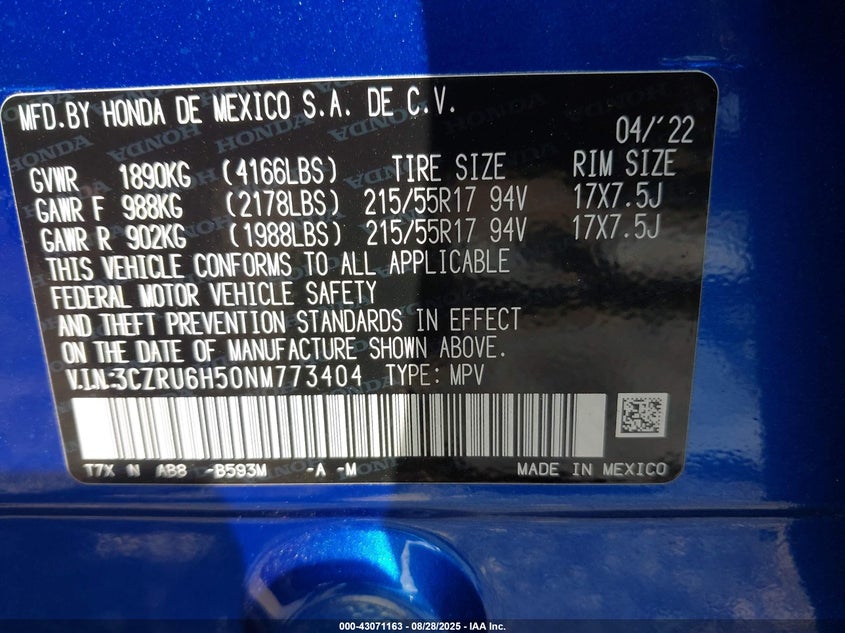 MFD.BY HONDA DE MEXICO S.A. DE C.V.
04/'22
GVWR 1890KG (4166LBS) TIRE SIZE RIM SIZE
GAWR F 988KG (2178LBS) 215/55R17 94V 17X7.5J
GAWR R 902KG (1988LBS) 215/55R17 94V 17X7.5J
THIS VEHICLE CONFORMS TO ALL APPLICABLE
FEDERAL MOTOR VEHICLE SAFETY
AND THEFT PREVENTION STANDARDS IN EFFECT
ON THE DATE OF MANUFACTURE SHOWN ABOVE.
V.I.N:3CZRU6H50NM773404 TYPE: MPV
T7X N AB8 -B593M -A -M MADE IN MEXICO
000-43071163 - 08/28/2025 - IAA Inc.